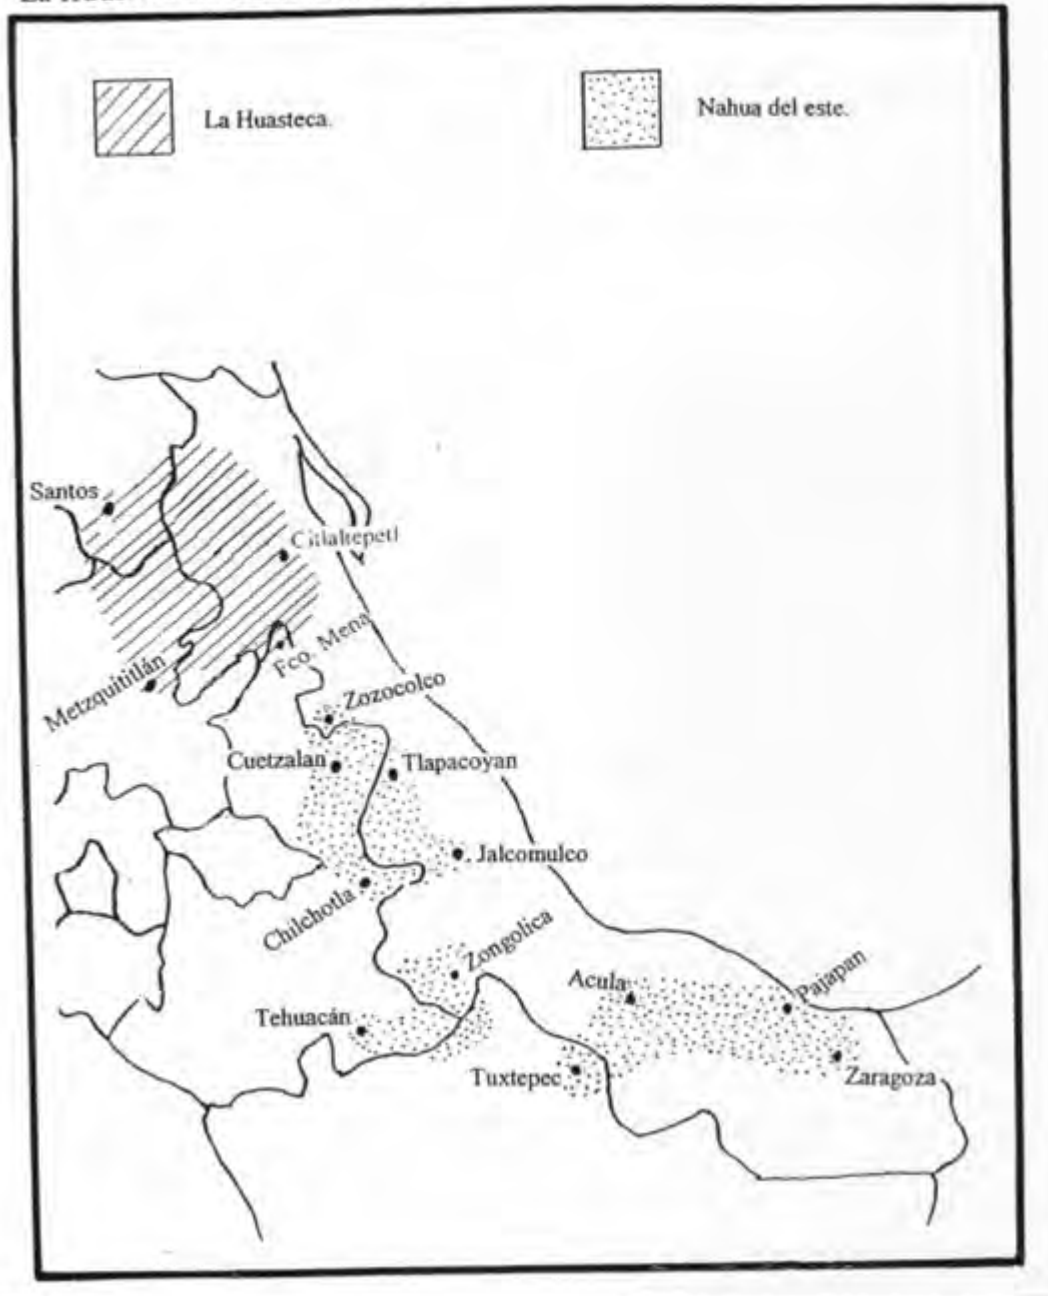 La Huasteca.
Nahua del este.
Santos
Citlaltepetl
Fco. Mena
Metzquititlán
Zozocolco
Cuetzalan
Tlapacoyan
Jalcomulco
Chilchotla
Zongolica
Acula
Pajapan
Tehuacán
Tuxtepec
Zaragoza